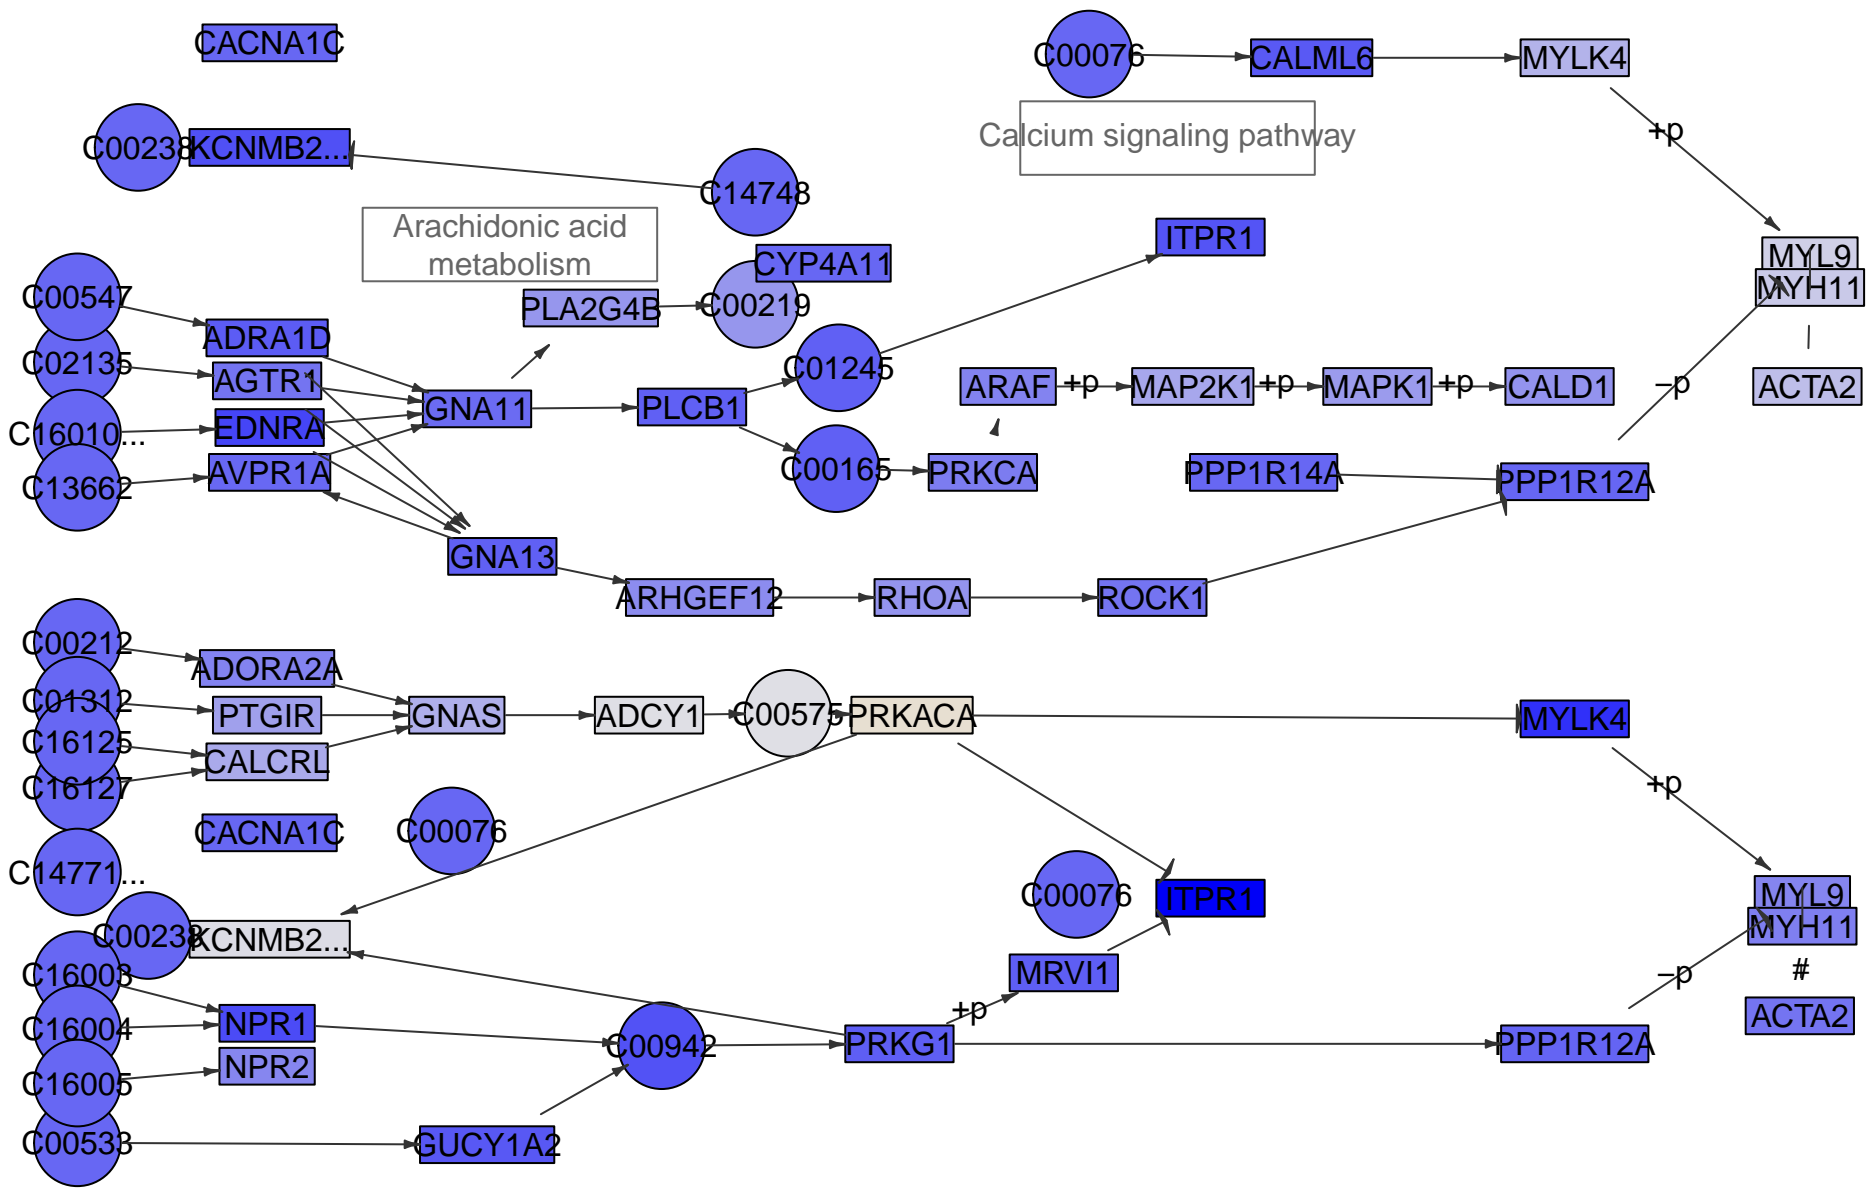 CACNA1C
C00076
CALML6
MYLK4
C00238
KCNMB2...
Calcium signaling pathway
+p
C14748
Arachidonic acid
metabolism
ITPR1
MYL9
CYP4A11
MYH11
C00547
PLA2G4B
C00219
ADRA1D
C02135
C01245
AGTR1
ARAF
+p
MAP2K1
+p
MAPK1
+p
CALD1
–p
ACTA2
GNA11
PLCB1
EDNRA
C16010...
AVPR1A
C00165
PRKCA
PPP1R14A
PPP1R12A
C13662
GNA13
ARHGEF12
RHOA
ROCK1
C00212
ADORA2A
C01312
PTGIR
GNAS
ADCY1
C00575
PRKACA
MYLK4
C16125
CALCRL
C16127
+p
CACNA1C
C00076
C14771...
C00076
ITPR1
MYL9
MYH11
C00238
KCNMB2...
C16003
MRVI1
–p
#
+p
ACTA2
C16004
NPR1
C00942
PRKG1
PPP1R12A
NPR2
C16005
C00533
GUCY1A2